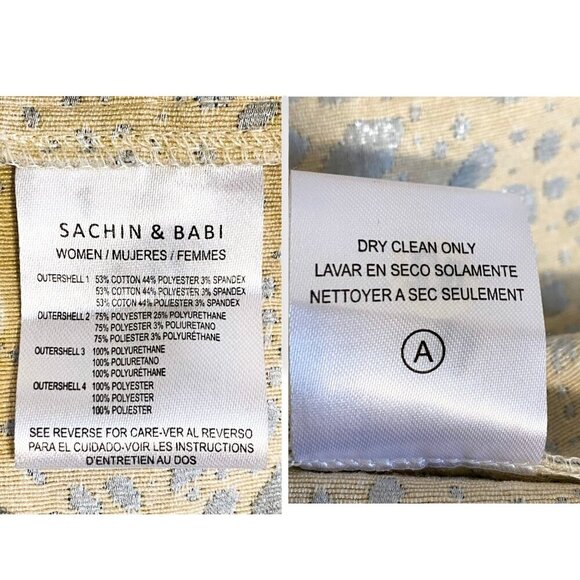 SACHIN & BABI
WOMEN / MUJERES / FEMMES
OUTERSHELL 1 53% COTTON 44% POLYESTER 3% SPANDEX
53% COTTON 44% POLYESTER 3% SPANDEX
53% COTON 44% POLIESTER 3% SPANDEX
OUTERSHELL 2 75% POLYESTER 25% POLYURETHANE
75% POLYESTER 3% POLIURETANO
75% POLIESTER 3% POLYURÉTHANE
OUTERSHELL 3 100% POLYURETHANE
100% POLIURETANO
100% POLYURÉTHANE
OUTERSHELL 4 100% POLYESTER
100% POLYESTER
100% POLIESTER
SEE REVERSE FOR CARE-VER AL REVERSO
PARA EL CUIDADO-VOIR LES INSTRUCTIONS
D'ENTRETIEN AU DOS
DRY CLEAN ONLY
LAVAR EN SECO SOLAMENTE
NETTOYER A SEC SEULEMENT
A